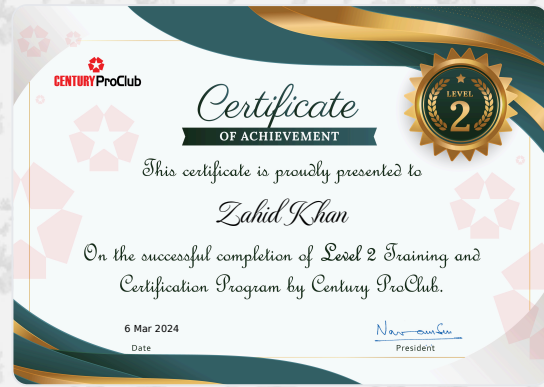 CENTURY ProClub
Certificate
OF ACHIEVEMENT
LEVEL
2
This certificate is proudly presented to
Zahid Khan
On the successful completion of Level 2 Training and
Certification Program by Century ProClub.
6 Mar 2024
Date
President